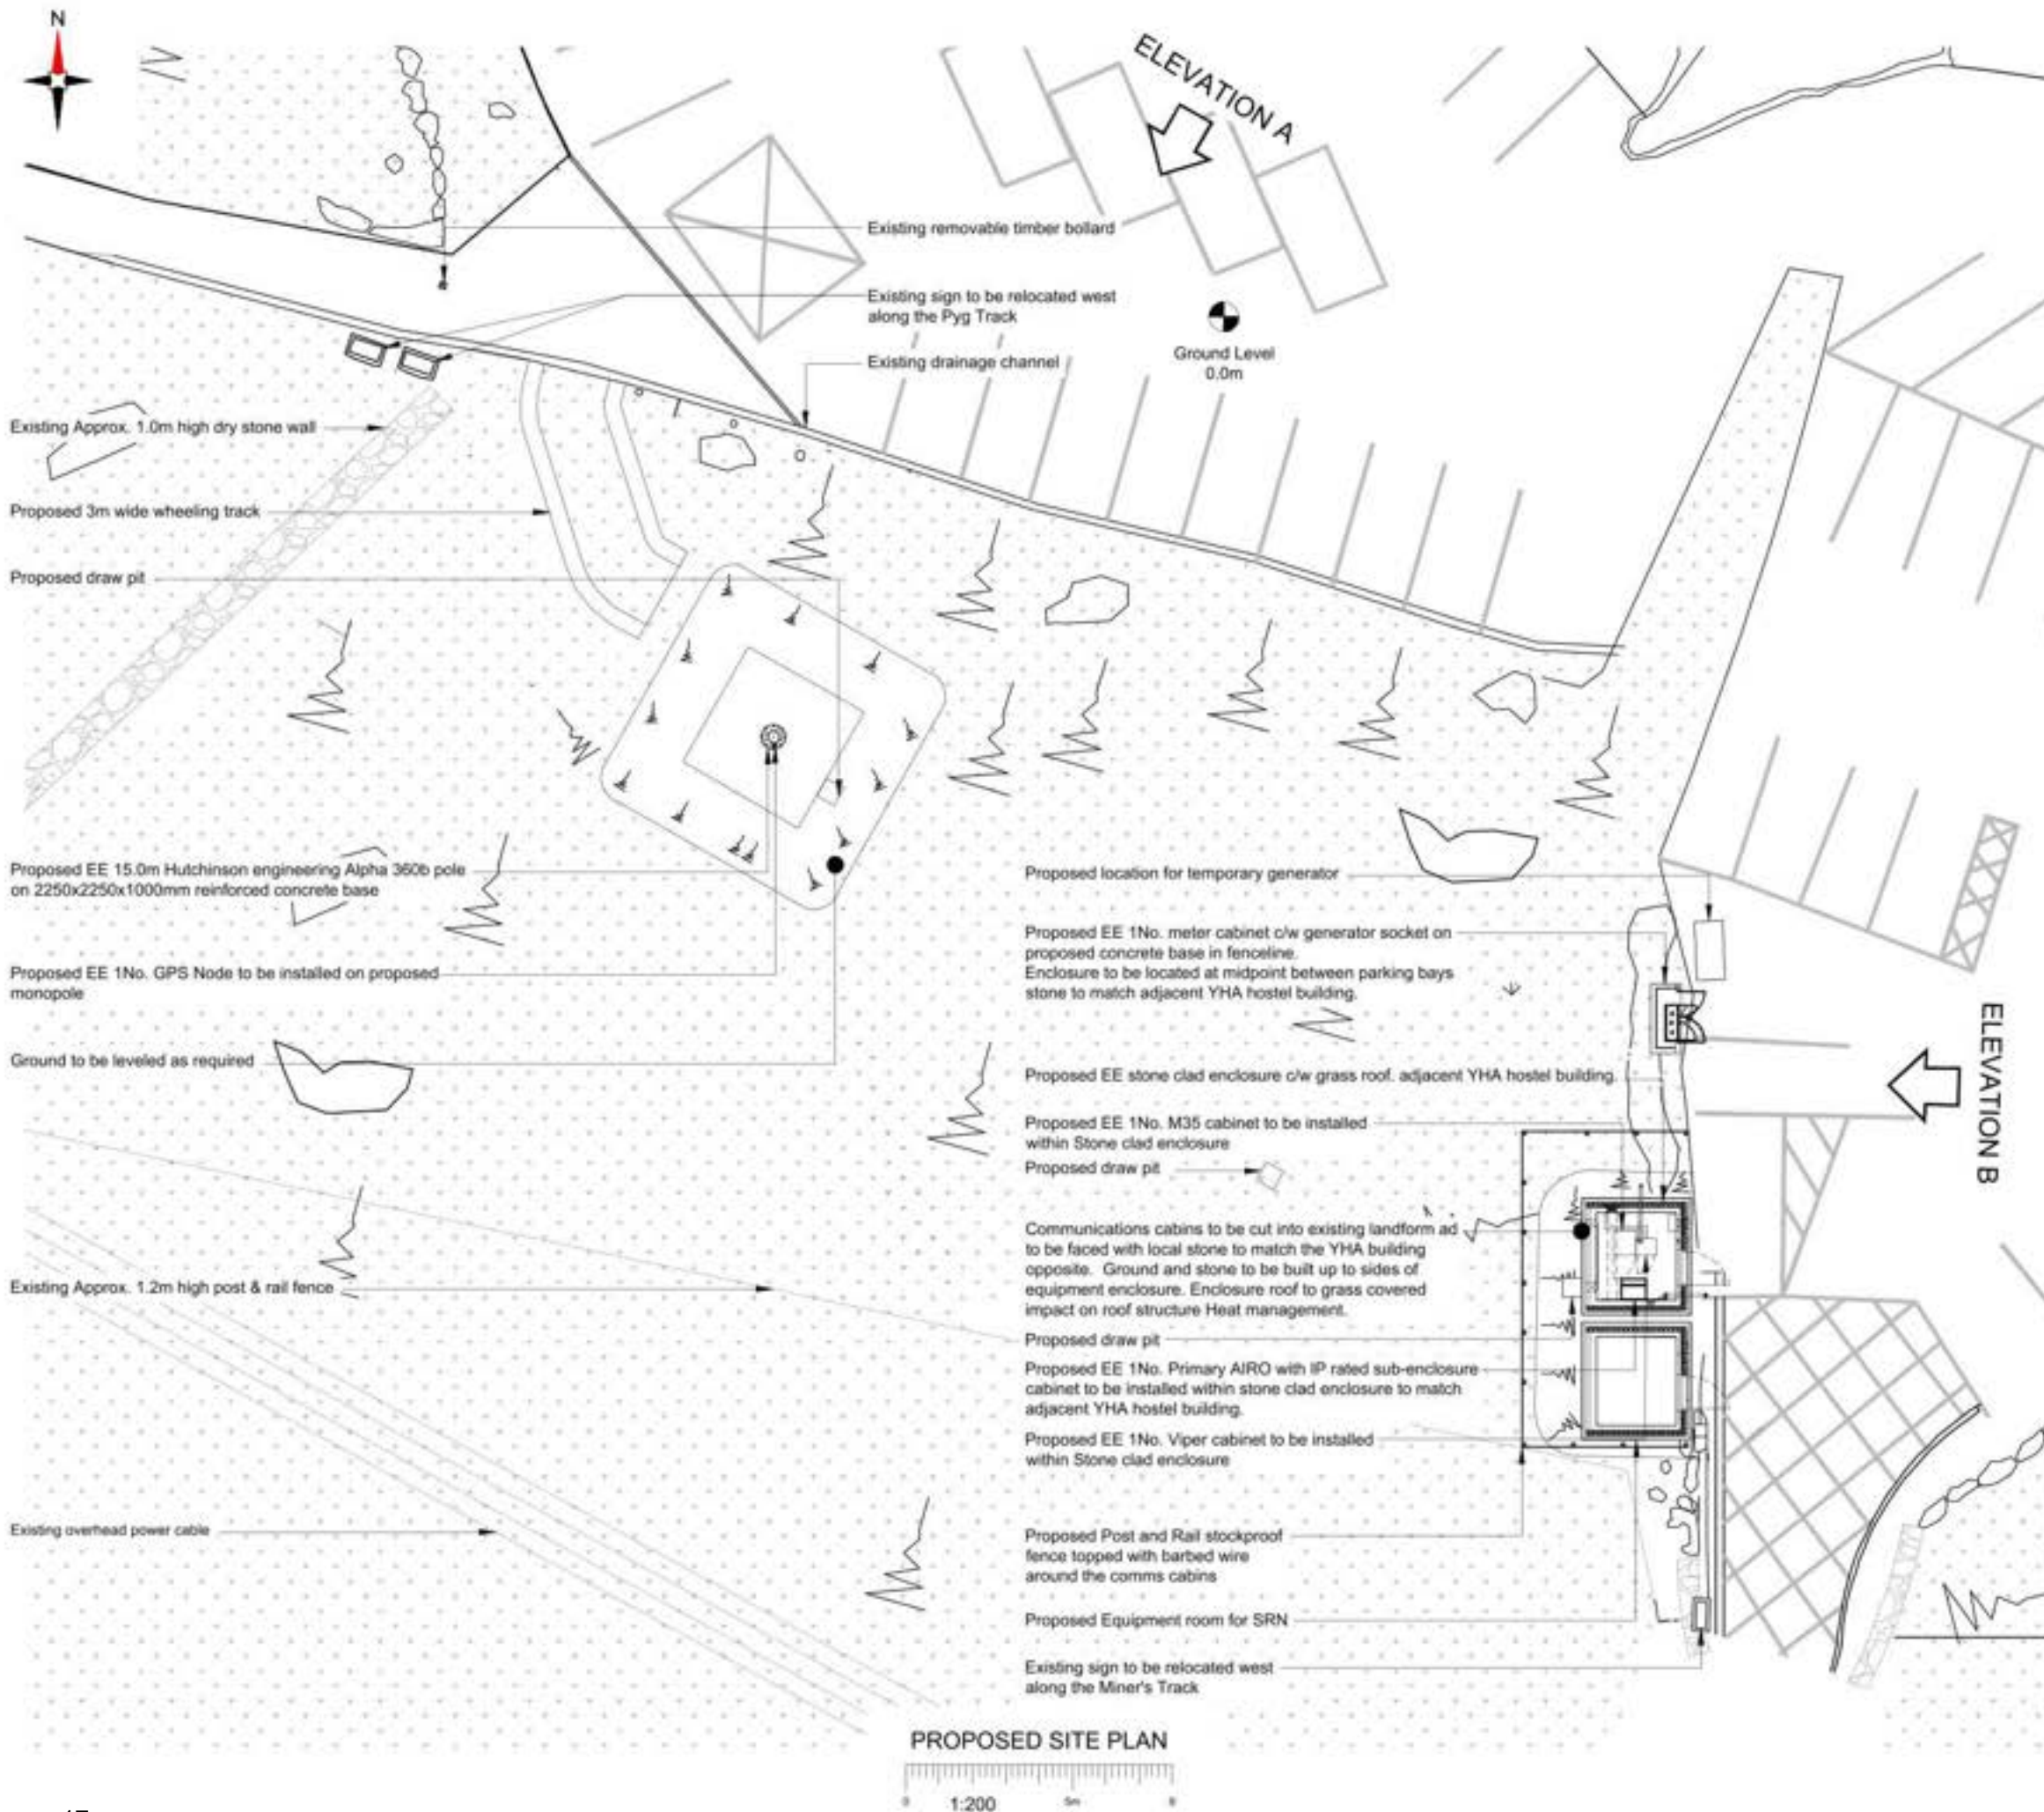 N
ELEVATION A
Existing removable timber bollard
Existing sign to be relocated west
along the Pyg Track
Existing drainage channel
Ground Level
0.0m
Existing Approx. 1.0m high dry stone wall
Proposed 3m wide wheeling track
Proposed draw pit
Proposed EE 15.0m Hutchinson engineering Alpha 360b pole
on 2250x2250x1000mm reinforced concrete base
Proposed EE 1No. GPS Node to be installed on proposed
monopole
Ground to be leveled as required
Existing Approx. 1.2m high post & rail fence
Existing overhead power cable
Proposed location for temporary generator
Proposed EE 1No. meter cabinet c/w generator socket on
proposed concrete base in fenceline.
Enclosure to be located at midpoint between parking bays
stone to match adjacent YHA hostel building.
Proposed EE stone clad enclosure c/w grass roof. adjacent YHA hostel building.
Proposed EE 1No. M35 cabinet to be installed
within Stone clad enclosure
Proposed draw pit
Communications cabins to be cut into existing landform ad
to be faced with local stone to match the YHA building
opposite. Ground and stone to be built up to sides of
equipment enclosure. Enclosure roof to grass covered
impact on roof structure Heat management.
Proposed draw pit
Proposed EE 1No. Primary AIRO with IP rated sub-enclosure
cabinet to be installed within stone clad enclosure to match
adjacent YHA hostel building.
Proposed EE 1No. Viper cabinet to be installed
within Stone clad enclosure
Proposed Post and Rail stockproof
fence topped with barbed wire
around the comms cabins
Proposed Equipment room for SRN
Existing sign to be relocated west
along the Miner's Track
ELEVATION B
PROPOSED SITE PLAN
0 5m 8
1:200